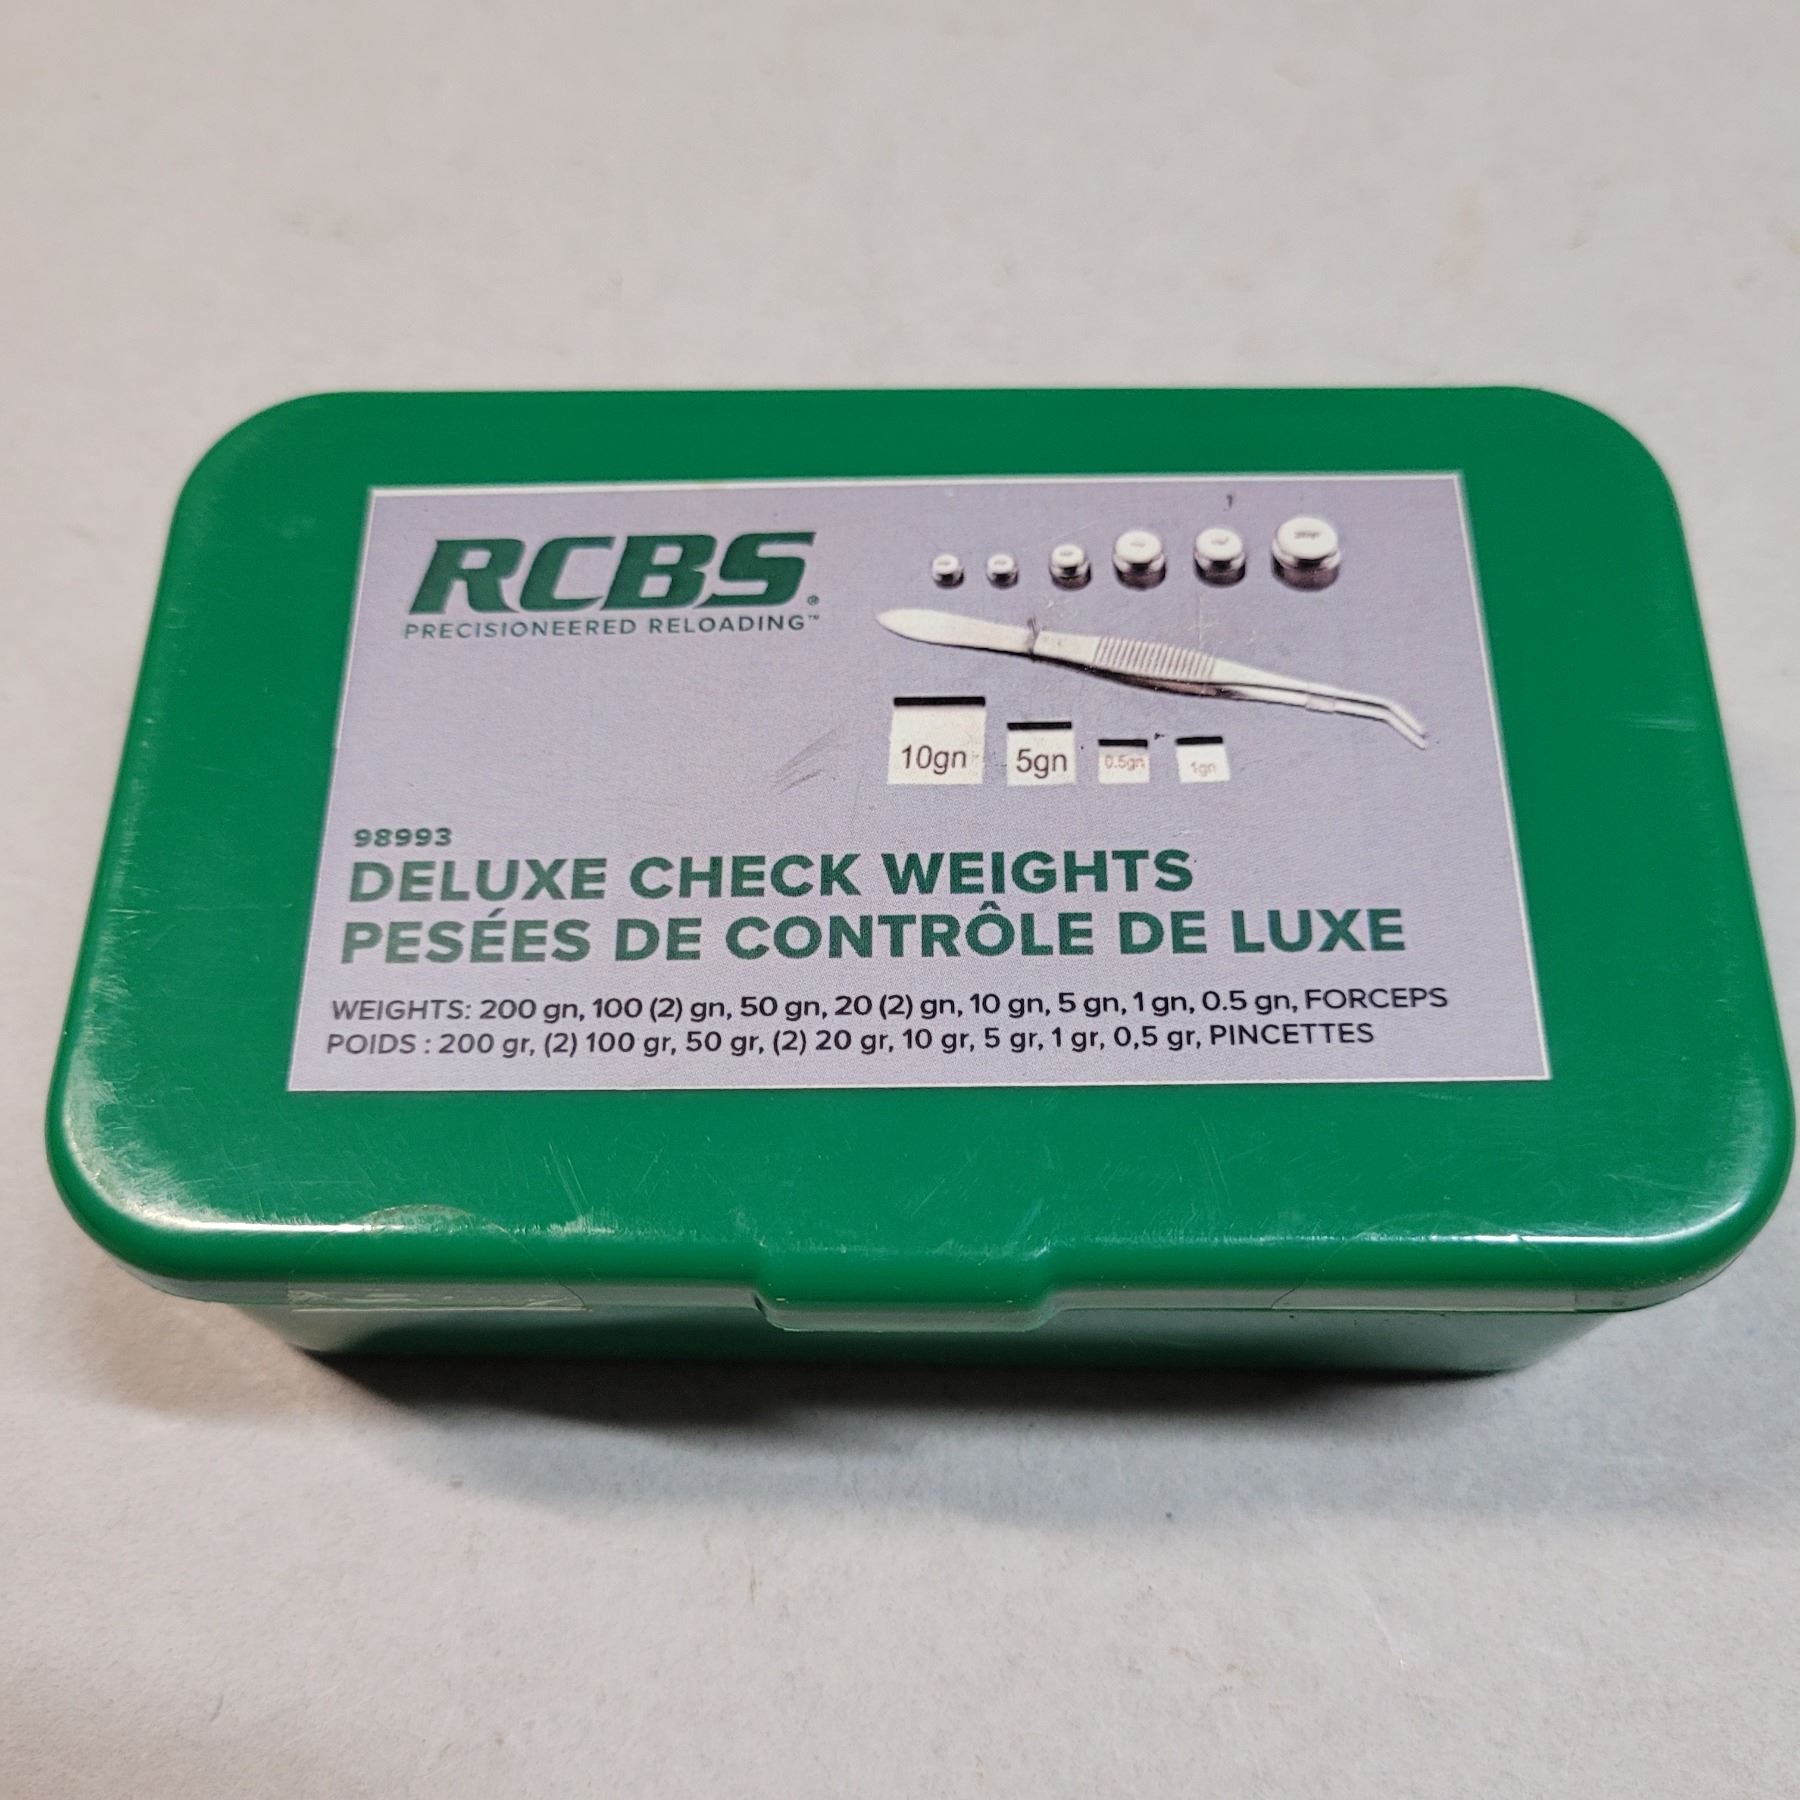 RCBS®
PRECISIONEERED RELOADING™
10gn 5gn 0.5gn 1gn
98993
DELUXE CHECK WEIGHTS
PESÉES DE CONTRÔLE DE LUXE
WEIGHTS: 200 gn, 100 (2) gn, 50 gn, 20 (2) gn, 10 gn, 5 gn, 1 gn, 0.5 gn, FORCEPS
POIDS : 200 gr, (2) 100 gr, 50 gr, (2) 20 gr, 10 gr, 5 gr, 1 gr, 0,5 gr, PINCETTES